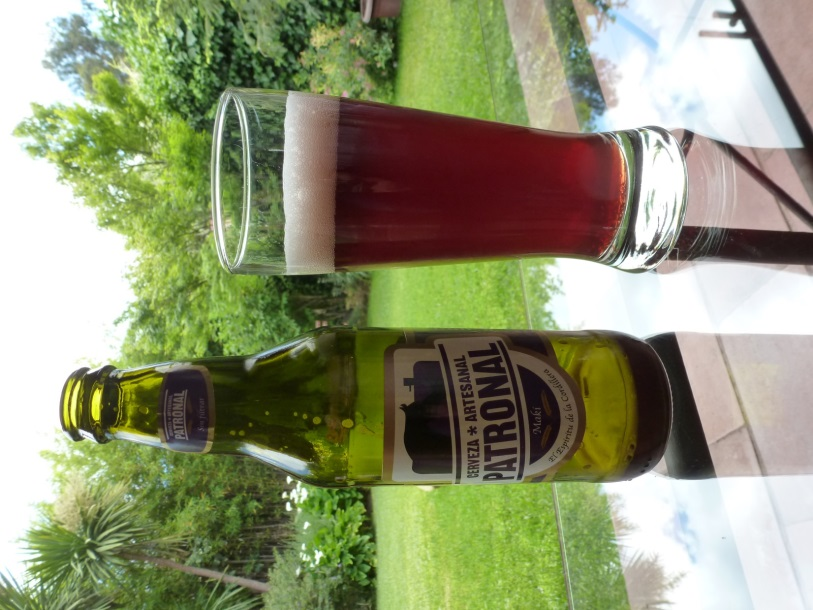 PATRONAL
CERVEZA ★ ARTESANAL
PATRONAL
Maki
El Espíritu de la Cordillera